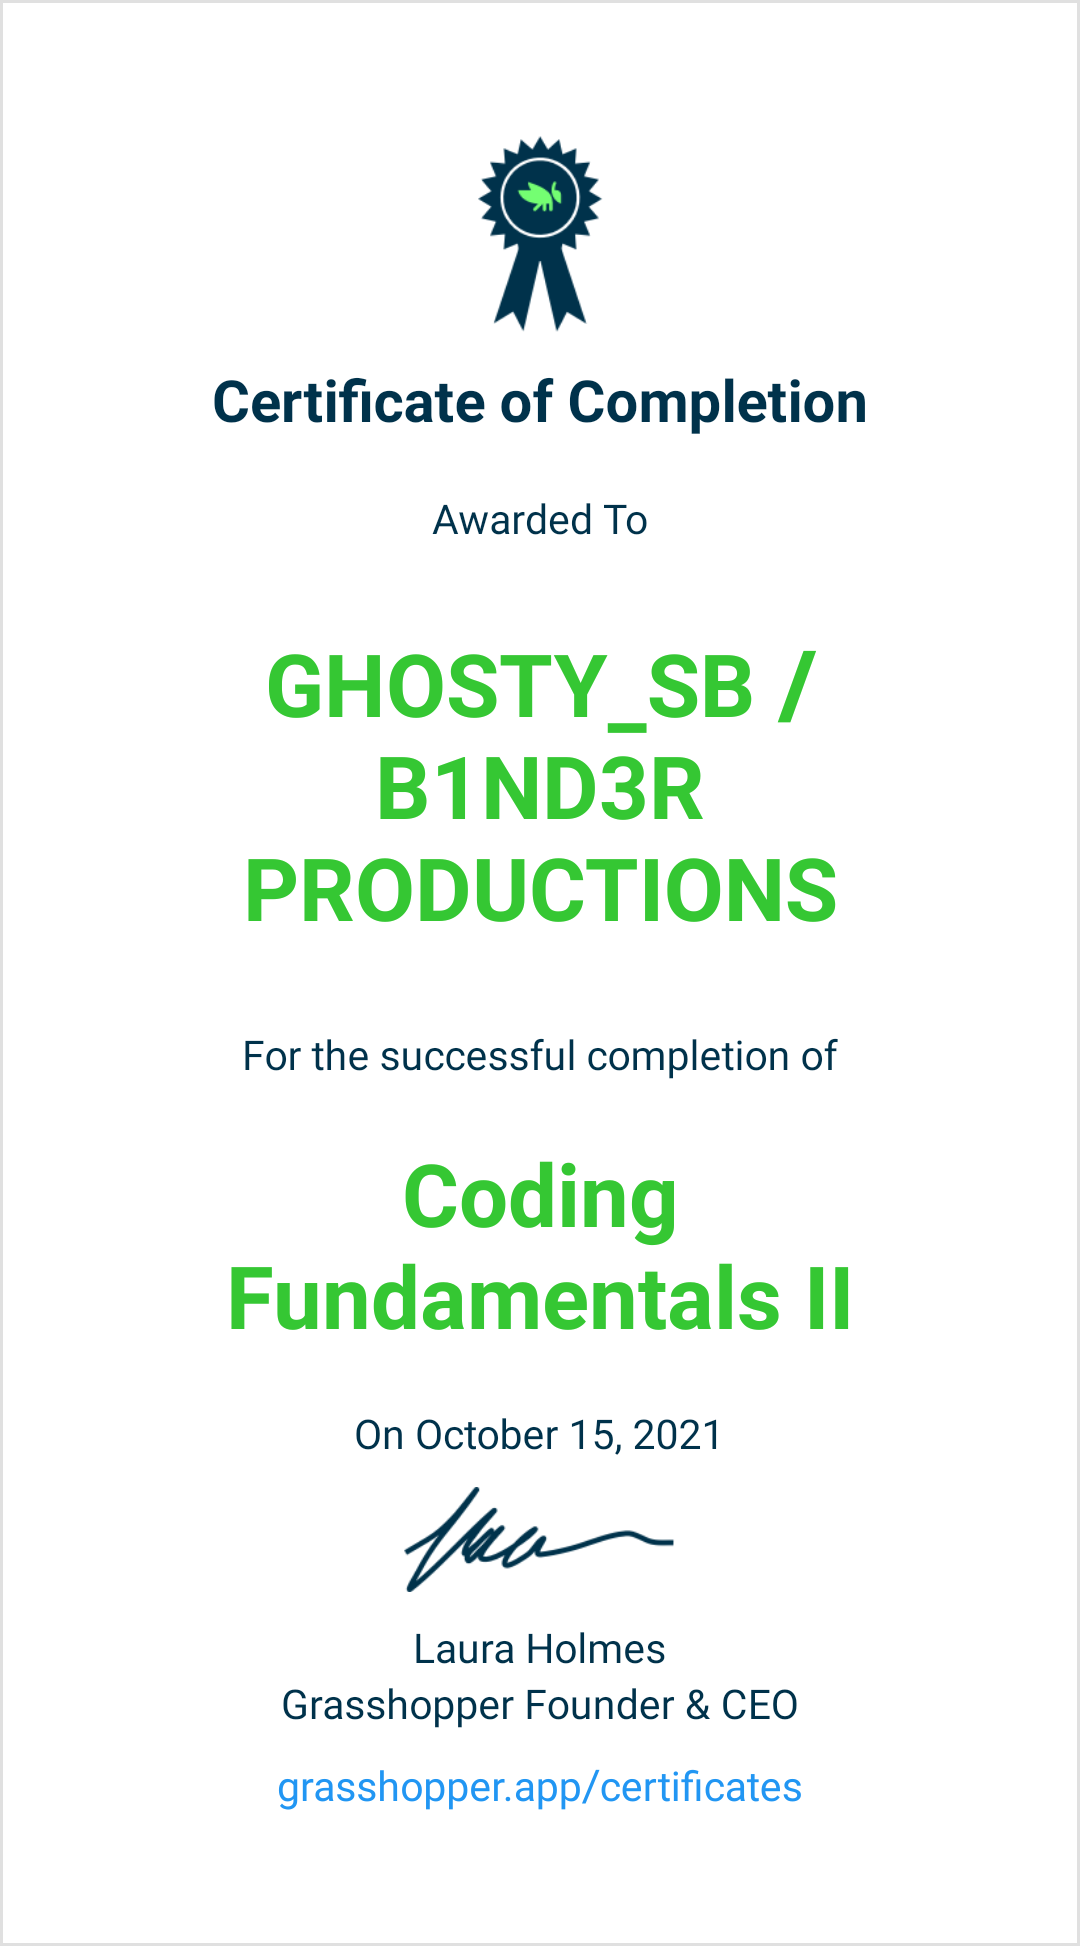 Certificate of Completion
Awarded To
GHOSTY_SB /
B1ND3R
PRODUCTIONS
For the successful completion of
Coding
Fundamentals II
On October 15, 2021
Laura Holmes
Grasshopper Founder & CEO
grasshopper.app/certificates